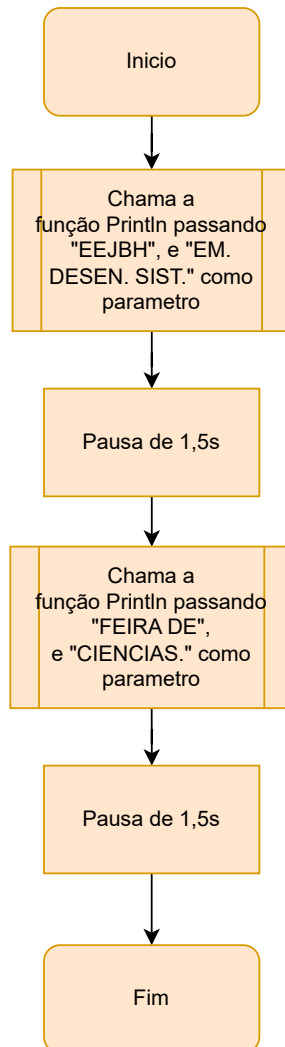 Inicio
Chama a
função Println passando
"EEJBH", e "EM.
DESEN. SIST." como
parametro
Pausa de 1,5s
Chama a
função Println passando
"FEIRA DE",
e "CIENCIAS." como
parametro
Pausa de 1,5s
Fim